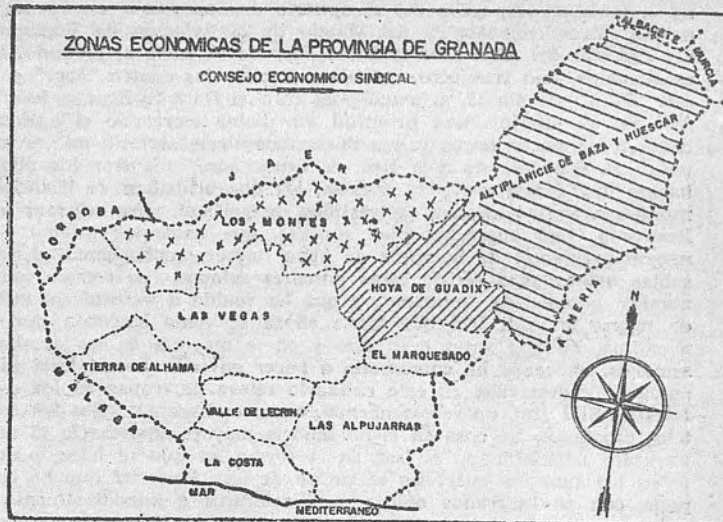 ZONAS ECONOMICAS DE LA PROVINCIA DE GRANADA
CONSEJO ECONOMICO SINDICAL
ALBACETE
MURCIA
JAEN
CORDOBA
ALTIPLANICIE DE BAZA Y HUESCAR
LOS MONTES
HOYA DE GUADIX
ALMERIA
N
LAS VEGAS
EL MARQUESADO
TIERRA DE ALHAMA
MALAGA
VALLE DE LECRIN
LAS ALPUJARRAS
LA COSTA
MAR
MEDITERRANEO